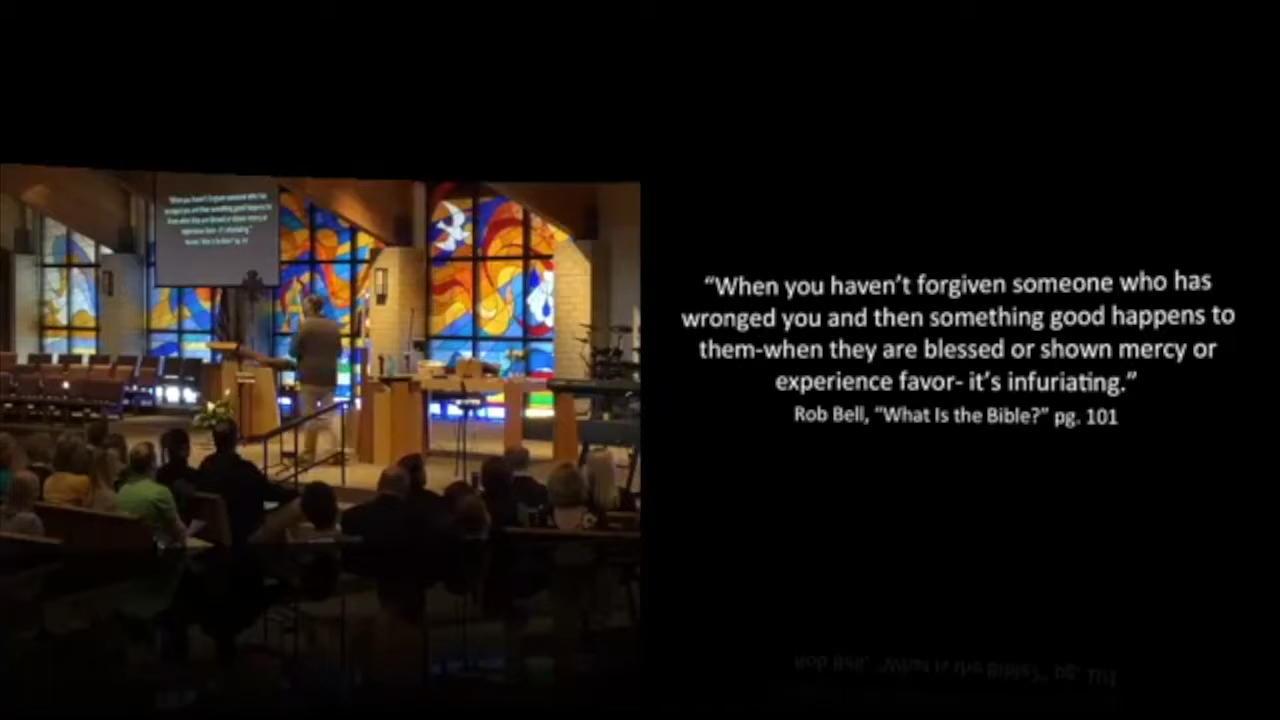 “When you haven’t forgiven someone who has
wronged you and then something good happens to
them-when they are blessed or shown mercy or
experience favor- it’s infuriating.”
Rob Bell, “What Is the Bible?” pg. 101